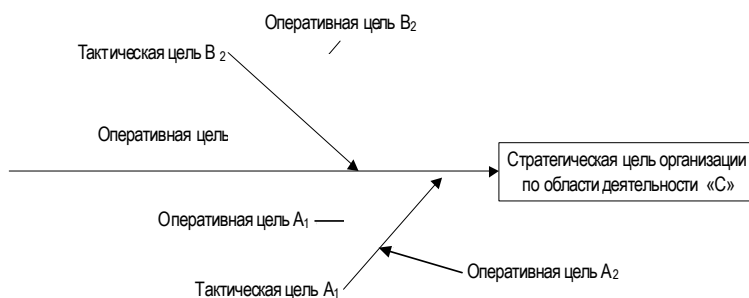 Оперативная цель B₂
Тактическая цель B ₂
Оперативная цель
Стратегическая цель организации
по области деятельности «С»
Оперативная цель A₁
Оперативная цель A₂
Тактическая цель A₁